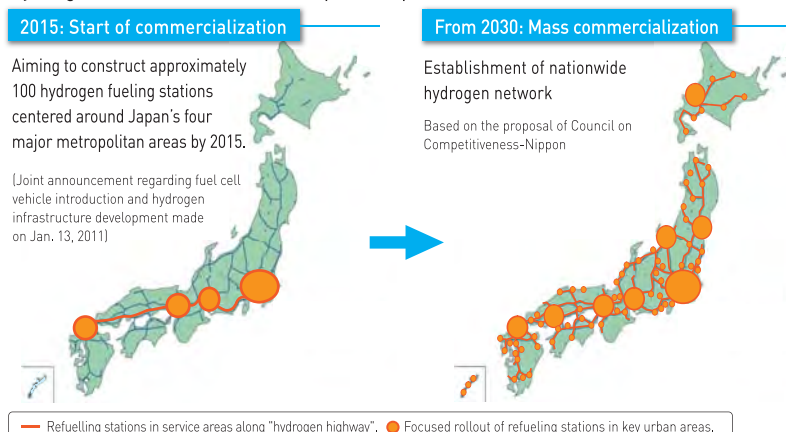 2015: Start of commercialization
Aiming to construct approximately
100 hydrogen fueling stations
centered around Japan's four
major metropolitan areas by 2015.
(Joint announcement regarding fuel cell
vehicle introduction and hydrogen
infrastructure development made
on Jan. 13, 2011)
From 2030: Mass commercialization
Establishment of nationwide
hydrogen network
Based on the proposal of Council on
Competitiveness-Nippon
Refuelling stations in service areas along "hydrogen highway". Focused rollout of refueling stations in key urban areas.